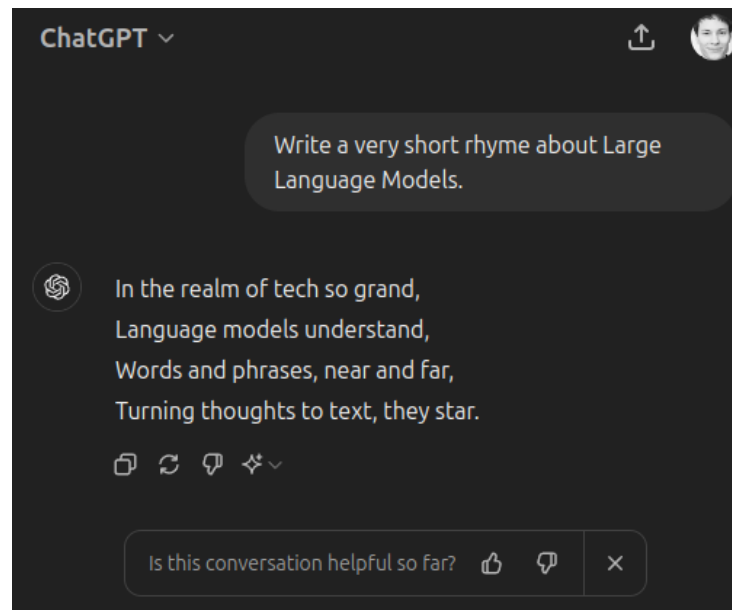 ChatGPT
Write a very short rhyme about Large
Language Models.
In the realm of tech so grand,
Language models understand,
Words and phrases, near and far,
Turning thoughts to text, they star.
Is this conversation helpful so far?